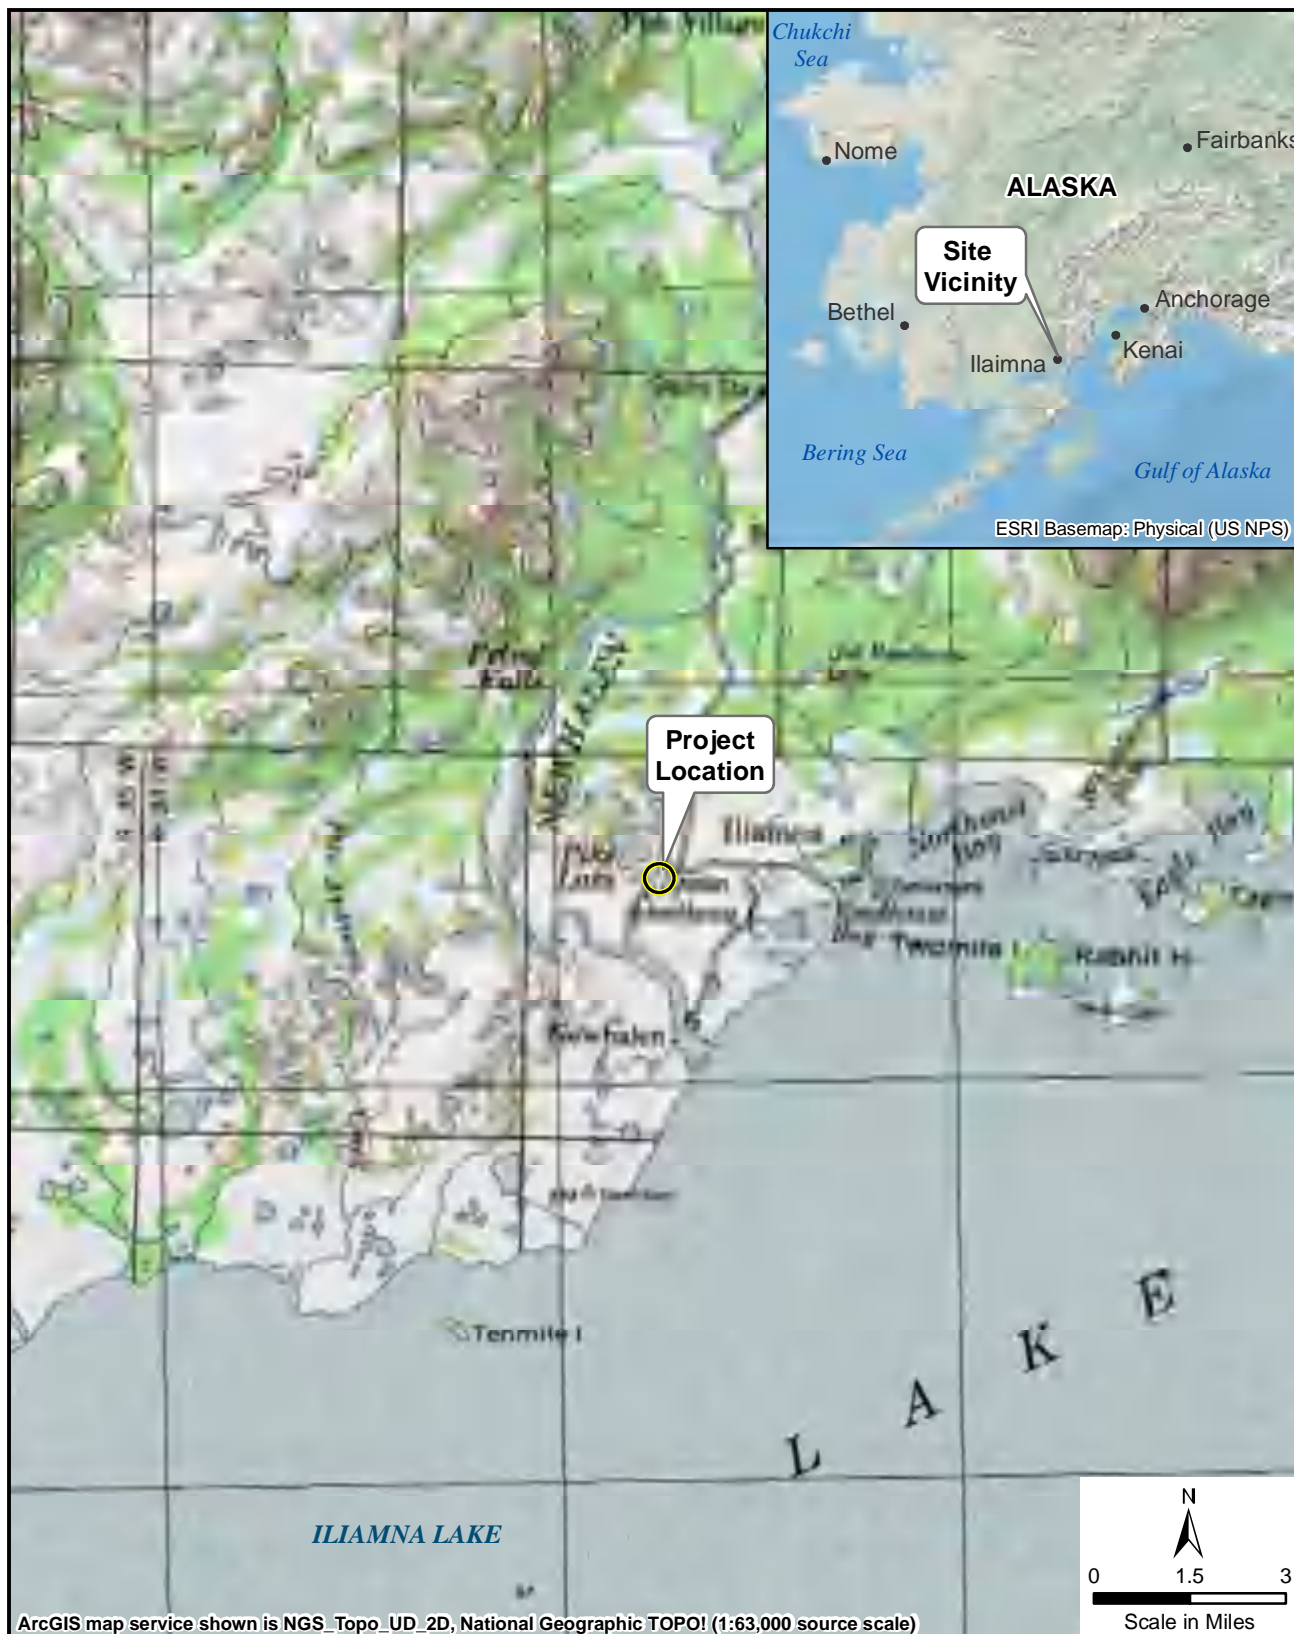 Chukchi
Sea
Nome
Fairbanks
ALASKA
Site
Vicinity
Bethel
Anchorage
Kenai
Ilaimna
Bering Sea
Gulf of Alaska
ESRI Basemap: Physical (US NPS)
Falls
NEWHALEN
Project
Location
Iliamna
Twomile I
Rabbit
Newhalen
Tenmile I
L A K E
ILIAMNA LAKE
N
0 1.5 3
Scale in Miles
ArcGIS map service shown is NGS_Topo_UD_2D, National Geographic TOPO! (1:63,000 source scale)